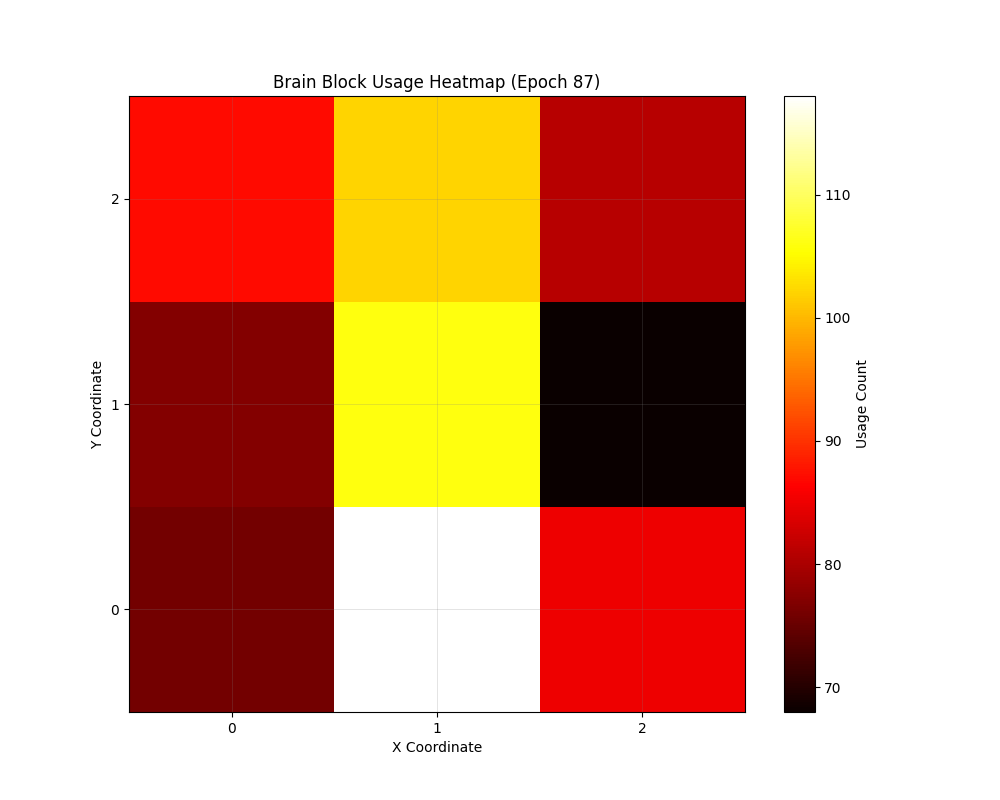 Brain Block Usage Heatmap (Epoch 87)
2
1
0
Y Coordinate
0 1 2
X Coordinate
110
100
90
80
70
Usage Count